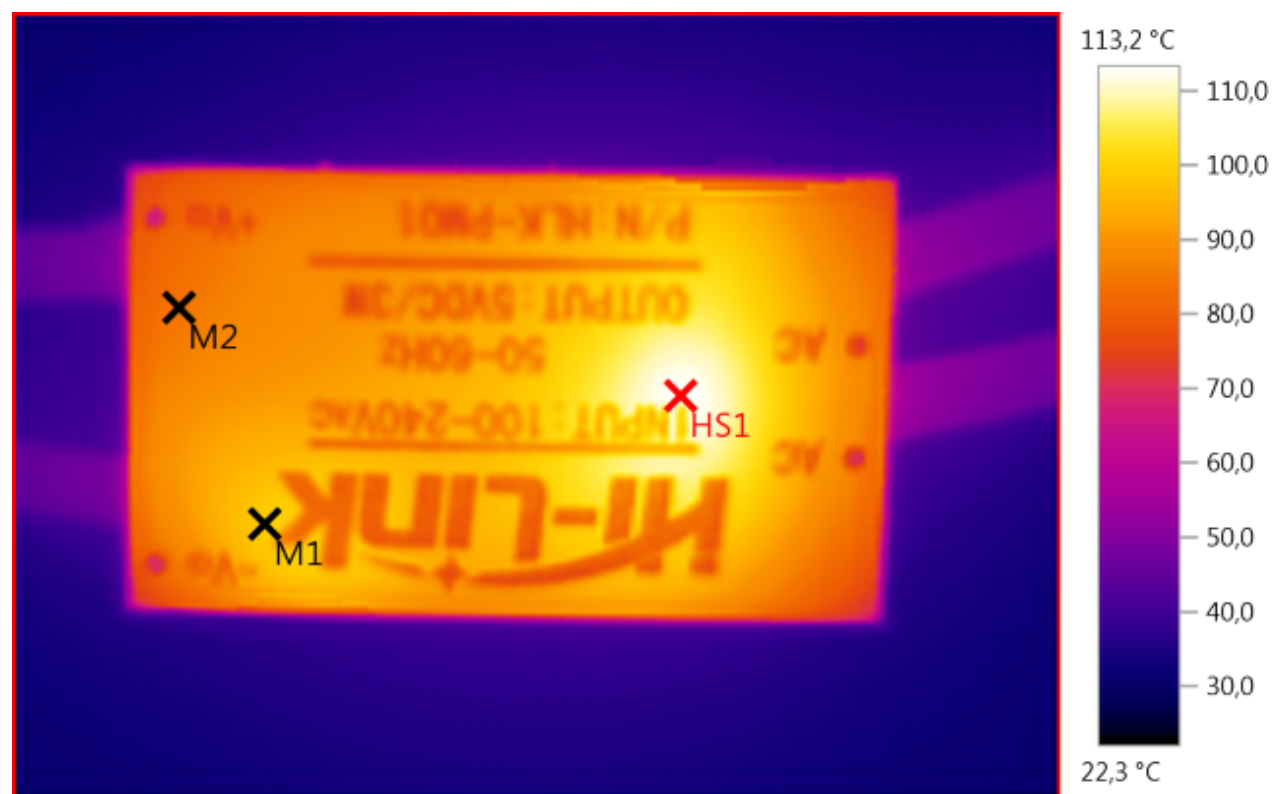 113,2 °C
110,0
100,0
90,0
80,0
70,0
60,0
50,0
40,0
30,0
22,3 °C
M2
HS1
M1
HI-LINK
INPUT:100-240VAC
50-60Hz
OUTPUT:5VDC/3W
P/N:HLK-PM01
AC
AC
-Vo
+Vo